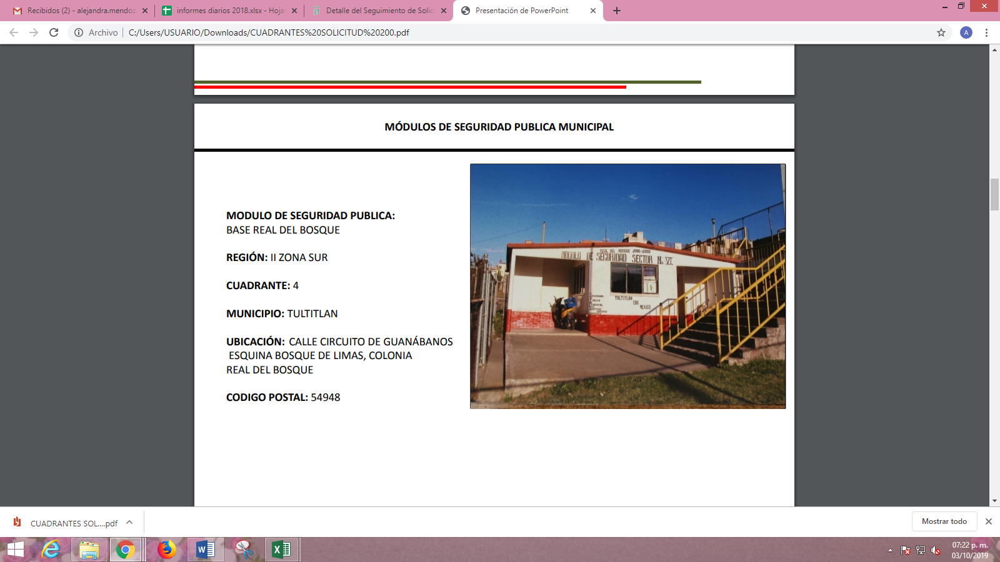 Recibidos (2) - alejandra.mendoz
informes diarios 2018.xlsx - Hoja
Detalle del Seguimiento de Solici
Presentación de PowerPoint
Archivo
C:/Users/USUARIO/Downloads/CUADRANTES%20SOLICITUD%20200.pdf
A
MÓDULOS DE SEGURIDAD PUBLICA MUNICIPAL
MODULO DE SEGURIDAD PUBLICA:
BASE REAL DEL BOSQUE
REGIÓN: II ZONA SUR
CUADRANTE: 4
MUNICIPIO: TULTITLAN
UBICACIÓN: CALLE CIRCUITO DE GUANÁBANOS
ESQUINA BOSQUE DE LIMAS, COLONIA
REAL DEL BOSQUE
CODIGO POSTAL: 54948
REAL DEL BOSQUE 2006-2009
MODULO DE SEGURIDAD SECTOR No. VI
TULTITLAN
EDO
MEXICO
CUADRANTES SOL....pdf
Mostrar todo
07:22 p. m.
03/10/2019